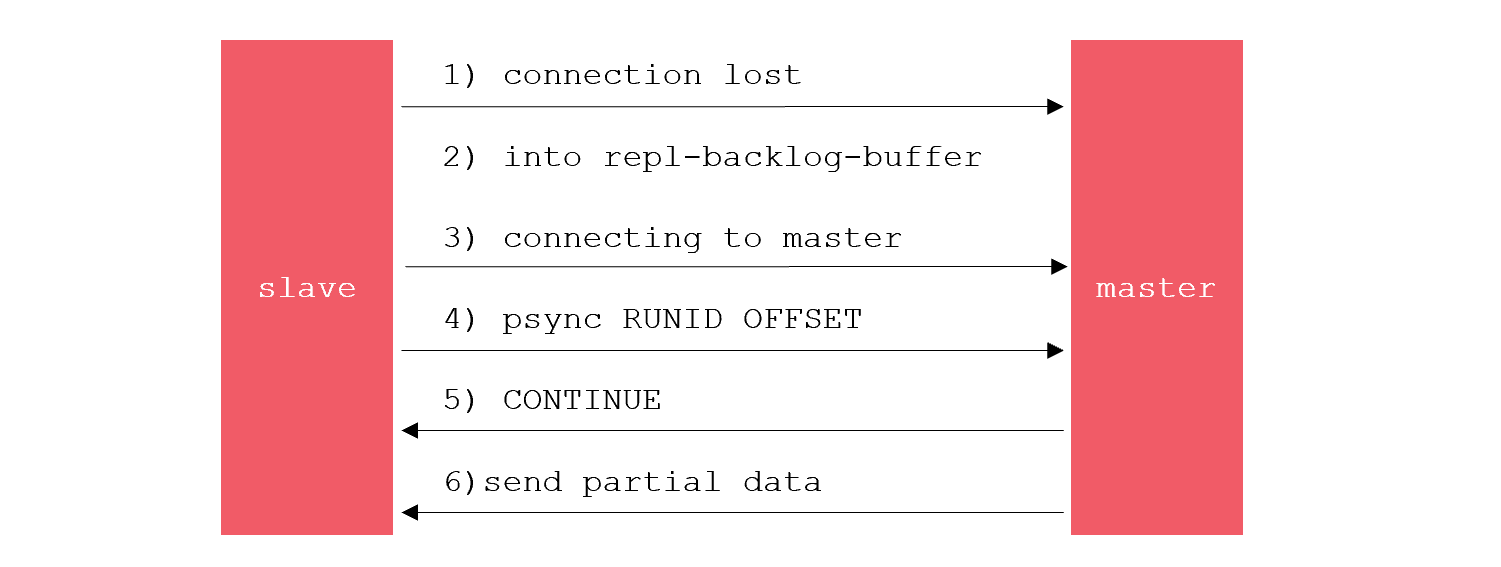 1) connection lost
2) into repl-backlog-buffer
3) connecting to master
slave
master
4) psync RUNID OFFSET
5) CONTINUE
6)send partial data